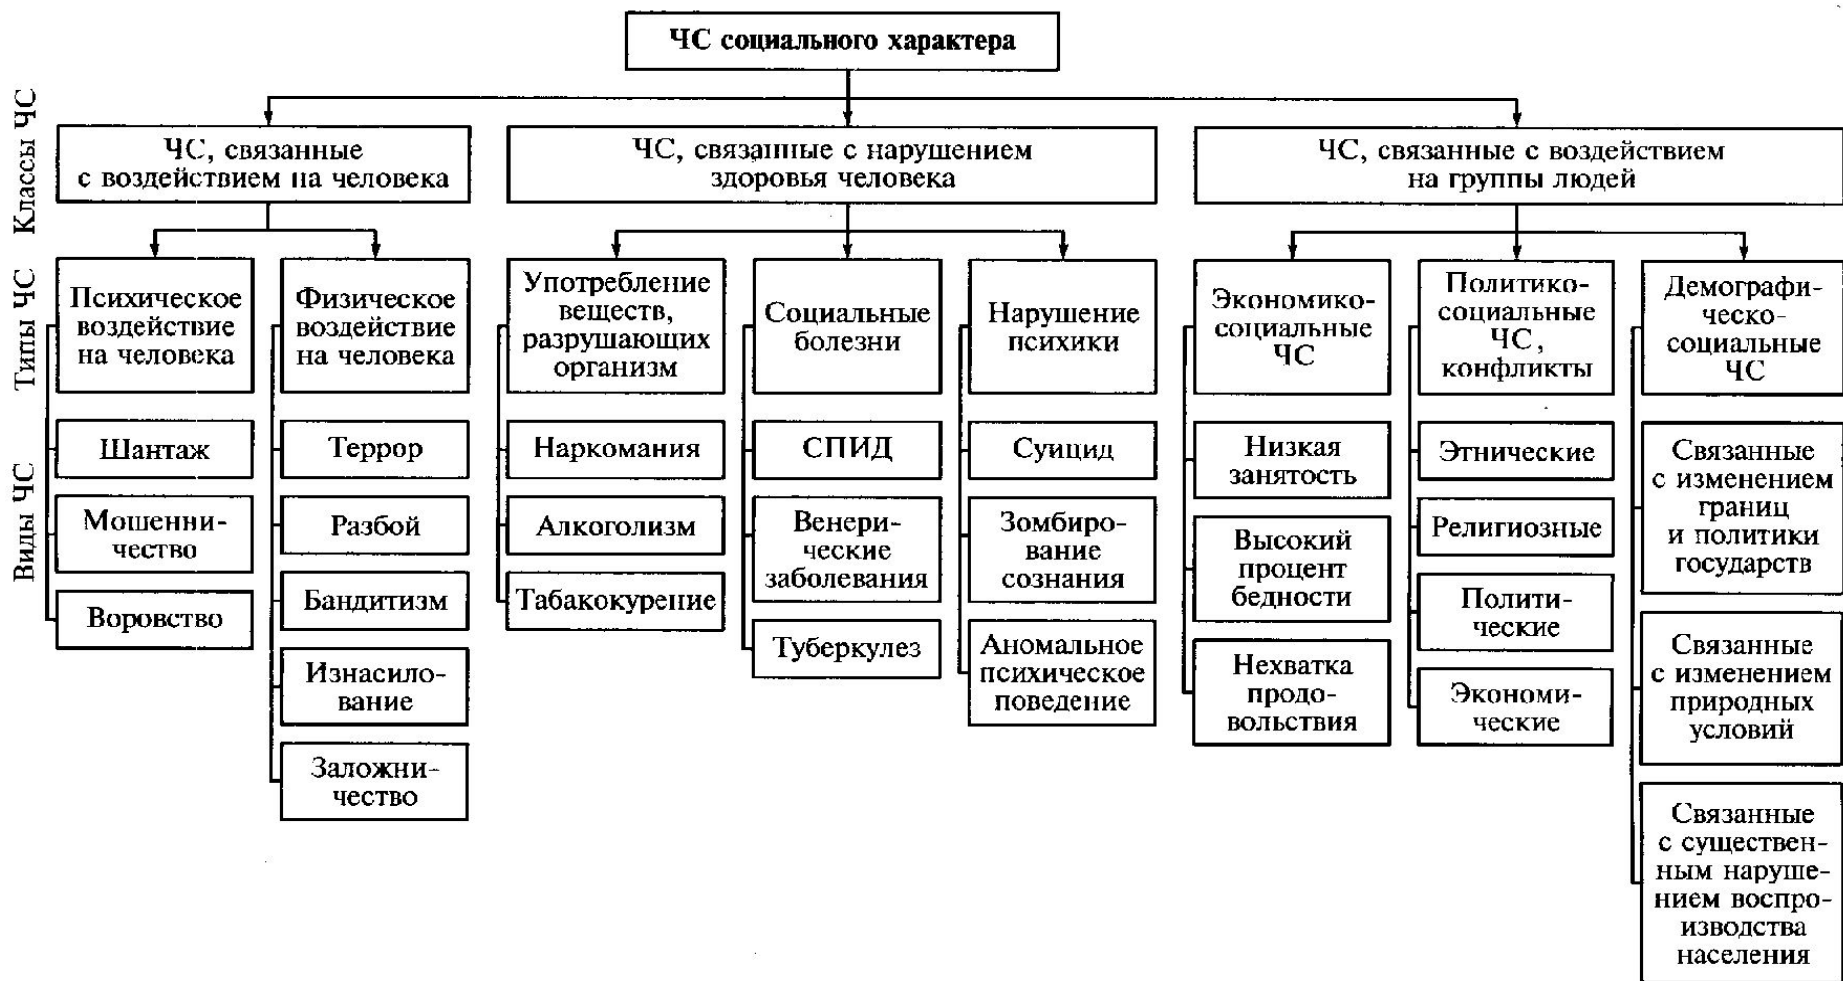 ЧС социального характера
Классы ЧС
ЧС, связанные
с воздействием на человека
ЧС, связанные с нарушением
здоровья человека
ЧС, связанные с воздействием
на группы людей
Типы ЧС
Психическое
воздействие
на человека
Физическое
воздействие
на человека
Употребление
веществ,
разрушающих
организм
Социальные
болезни
Нарушение
психики
Экономико-
социальные
ЧС
Политико-
социальные
ЧС,
конфликты
Демографи-
ческо-
социальные
ЧС
Виды ЧС
Шантаж
Мошенни-
чество
Воровство
Террор
Разбой
Бандитизм
Изнасило-
вание
Заложни-
чество
Наркомания
Алкоголизм
Табакокурение
СПИД
Венери-
ческие
заболевания
Туберкулез
Суицид
Зомбиро-
вание
сознания
Аномальное
психическое
поведение
Низкая
занятость
Высокий
процент
бедности
Нехватка
продо-
вольствия
Этнические
Религиозные
Полити-
ческие
Экономи-
ческие
Связанные
с изменением
границ
и политики
государств
Связанные
с изменением
природных
условий
Связанные
с существен-
ным наруше-
нием воспро-
изводства
населения